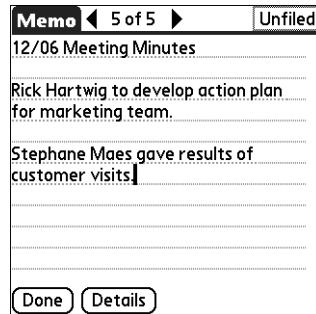 Memo 5 of 5 Unfiled
12/06 Meeting Minutes
Rick Hartwig to develop action plan
for marketing team.
Stephane Maes gave results of
customer visits.
Done Details